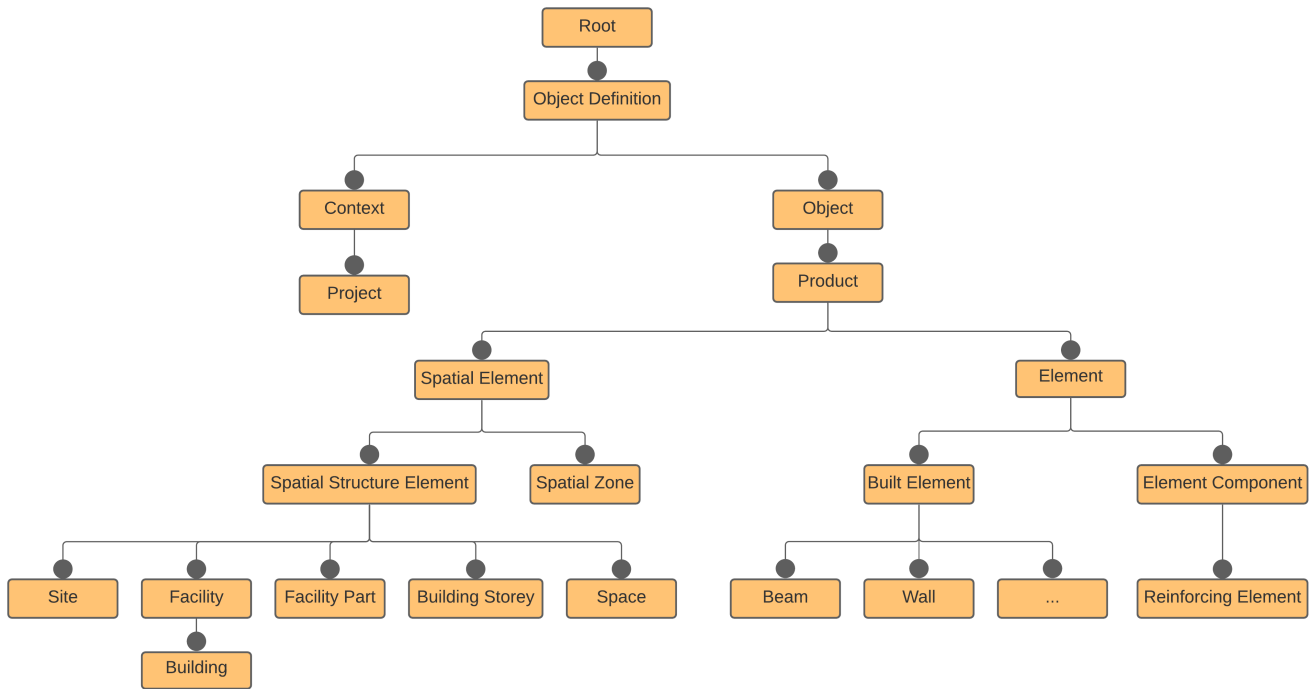 Root
Object Definition
Context
Object
Project
Product
Spatial Element
Element
Spatial Structure Element
Spatial Zone
Built Element
Element Component
Site
Facility
Facility Part
Building Storey
Space
Beam
Wall
...
Reinforcing Element
Building